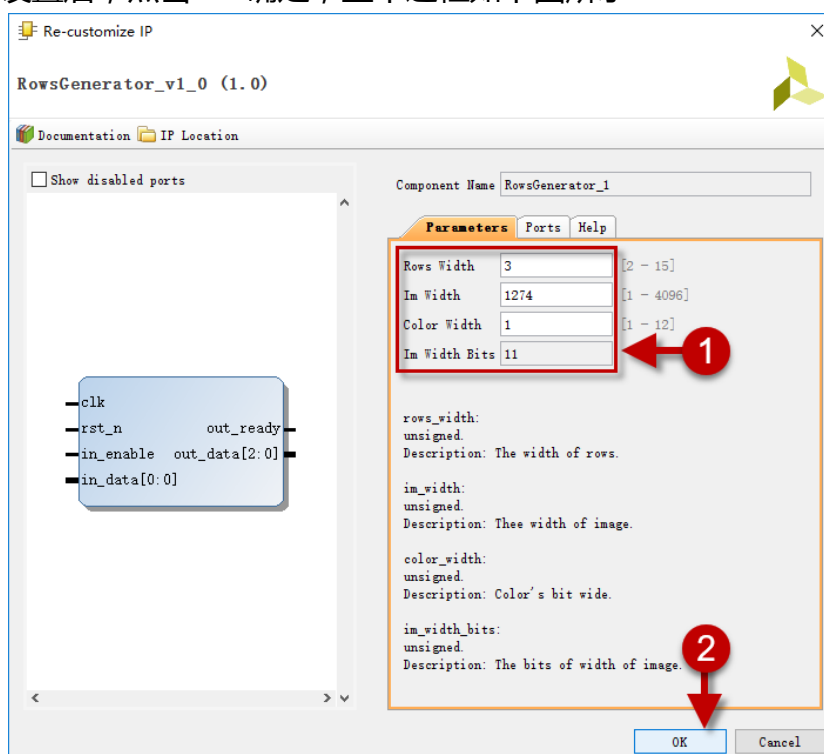 Re-customize IP
RowsGenerator_v1_0 (1.0)
Documentation IP Location
Show disabled ports
clk
rst_n
in_enable
in_data[0:0]
out_ready
out_data[2:0]
Component Name RowsGenerator_1
Parameters Ports Help
Rows Width 3 [2 - 15]
Im Width 1274 [1 - 4096]
Color Width 1 [1 - 12]
Im Width Bits 11
1
rows_width:
unsigned.
Description: The width of rows.
im_width:
unsigned.
Description: Thee width of image.
color_width:
unsigned.
Description: Color's bit wide.
im_width_bits:
unsigned.
Description: The bits of width of image.
2
OK Cancel